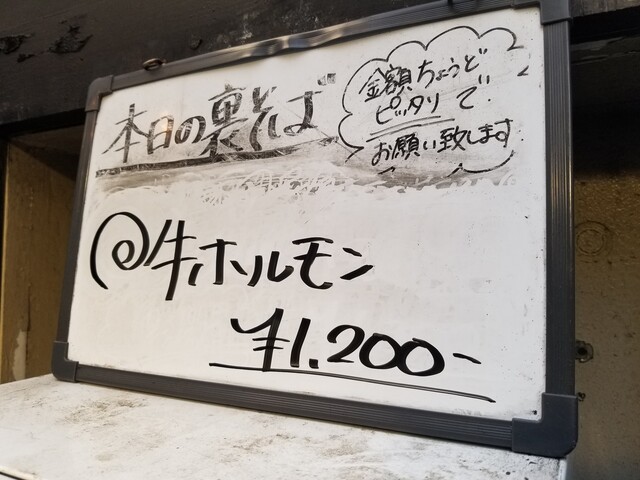 本日の裏そば
金額ちょうど
ピッタリで
お願い致します
@牛ホルモン
¥1.200-